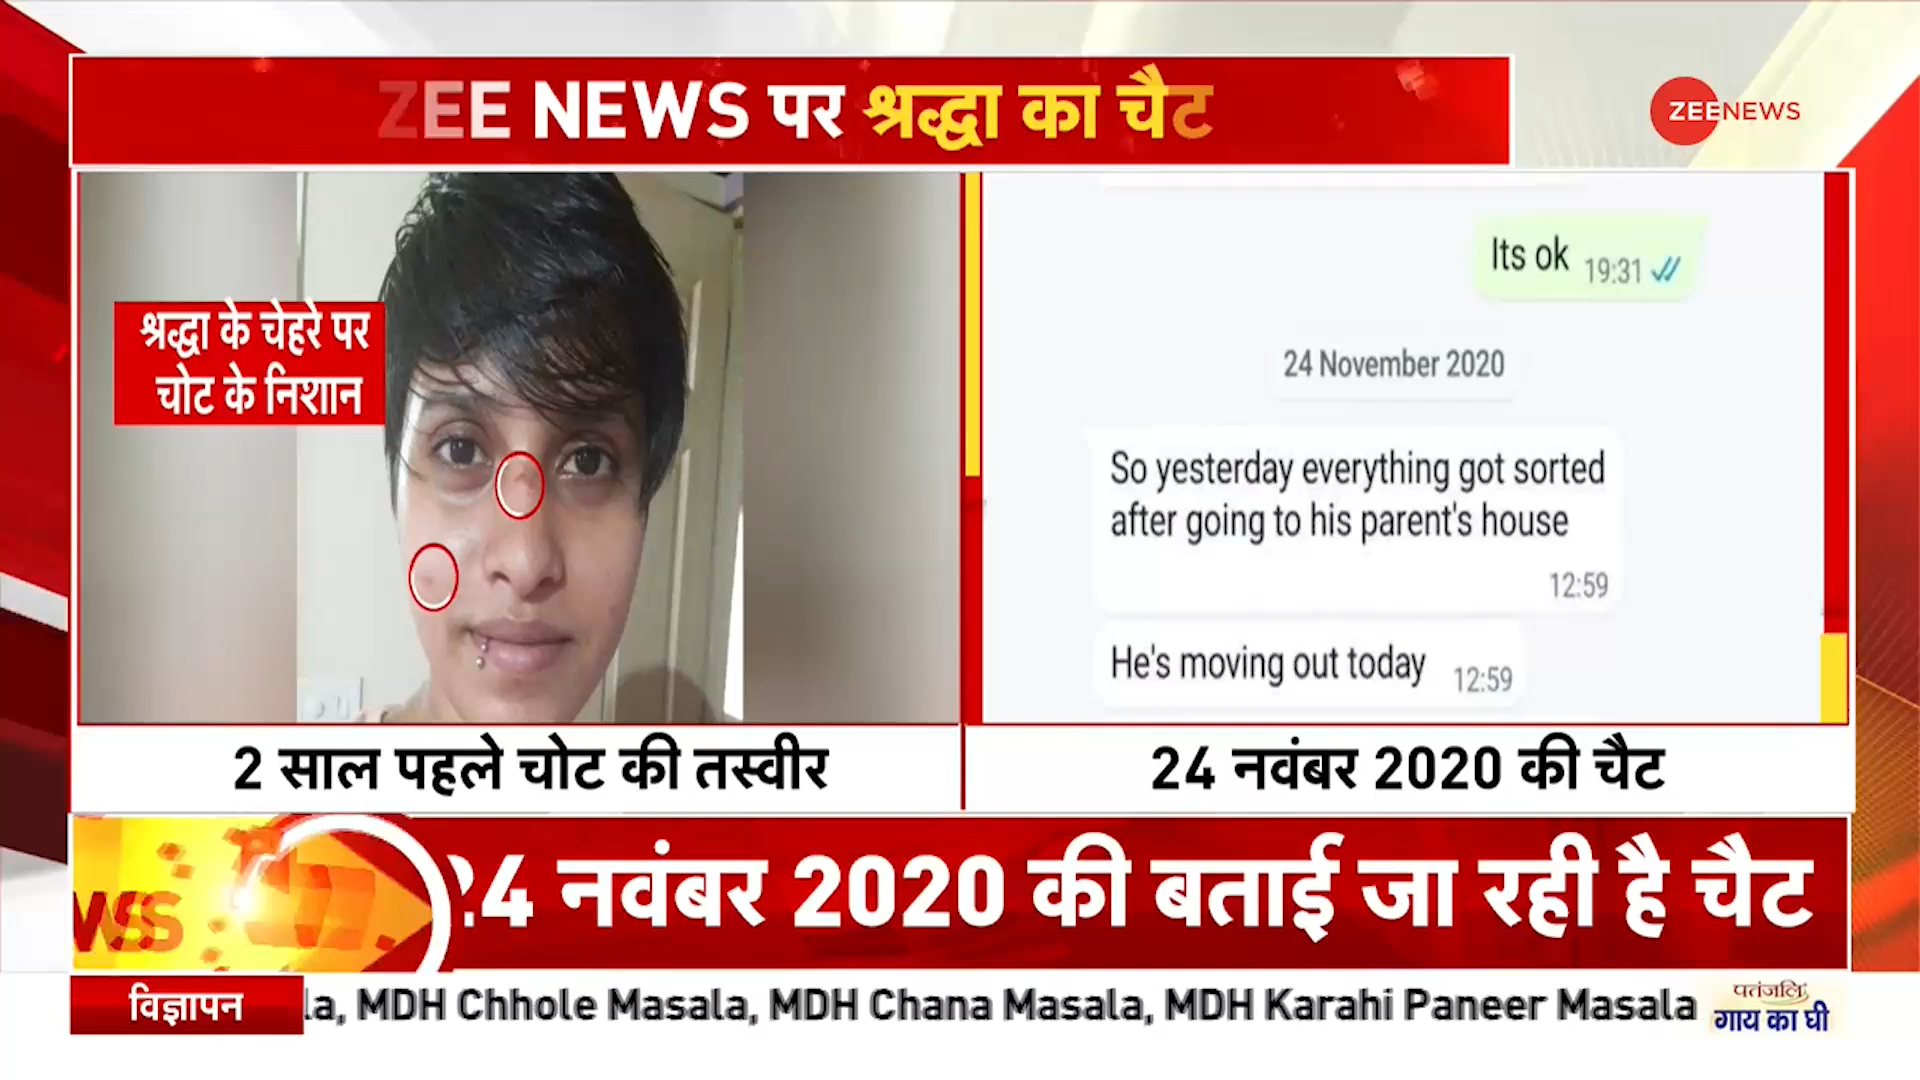 ZEE NEWS पर श्रद्धा का चैट
ZEENEWS
श्रद्धा के चेहरे पर
चोट के निशान
Its ok 19:31
24 November 2020
So yesterday everything got sorted
after going to his parent's house
12:59
He's moving out today 12:59
2 साल पहले चोट की तस्वीर
24 नवंबर 2020 की चैट
24 नवंबर 2020 की बताई जा रही है चैट
विज्ञापन
la, MDH Chhole Masala, MDH Chana Masala, MDH Karahi Paneer Masala
पतंजलि
गाय का घी